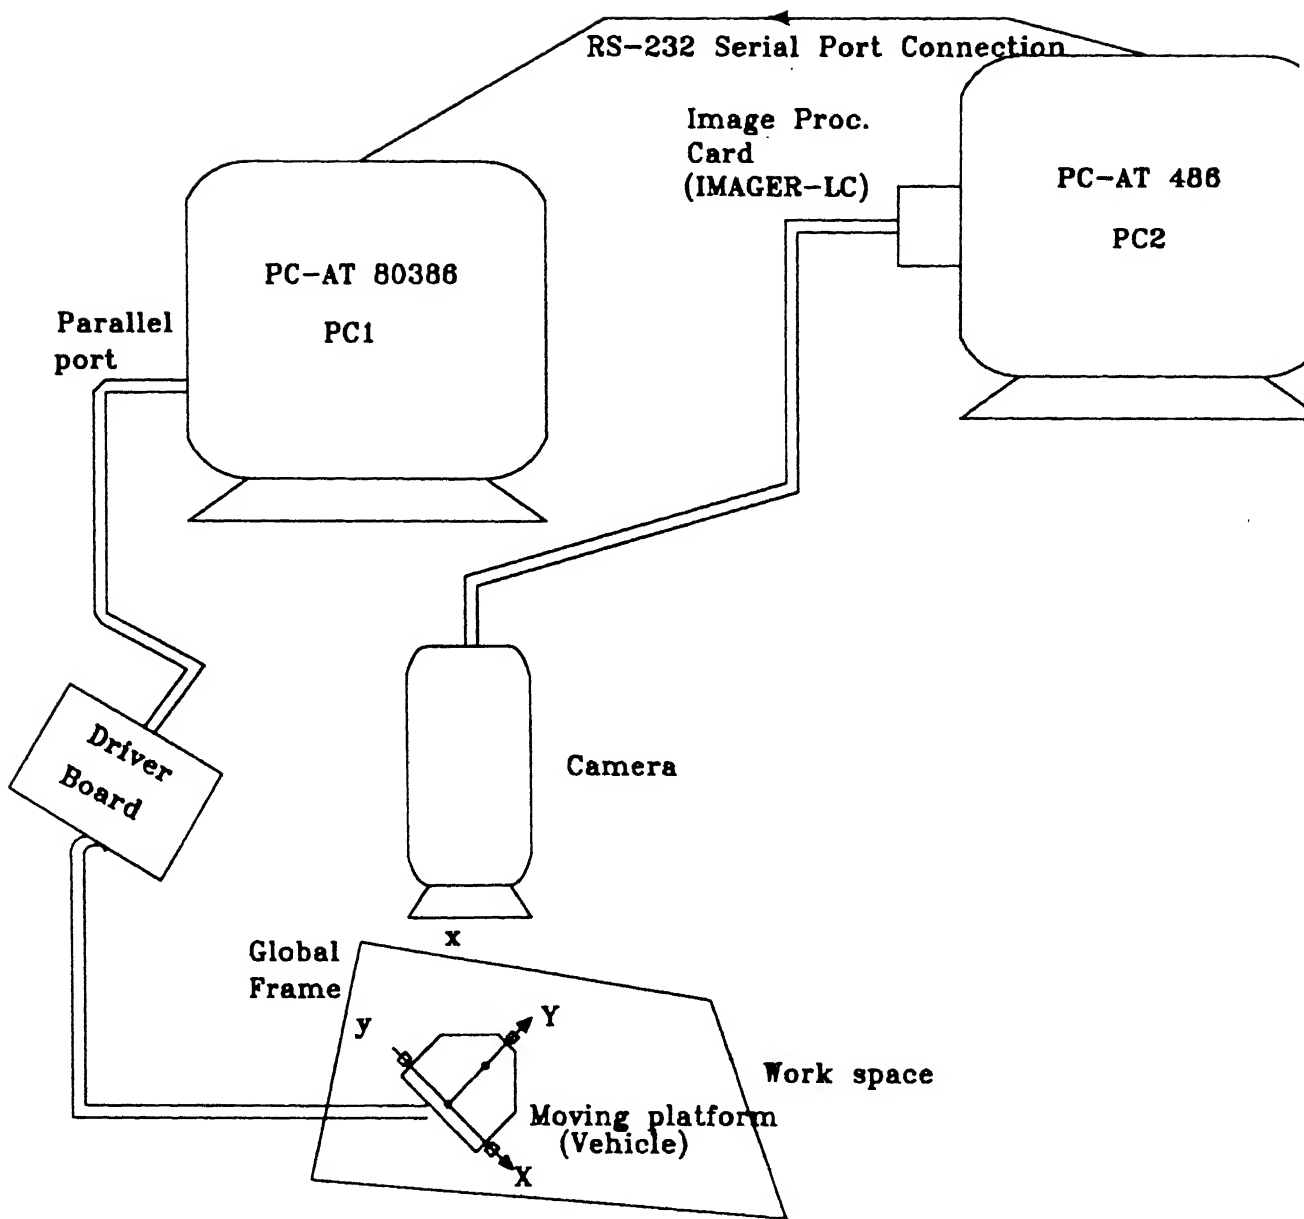 RS-232 Serial Port Connection
Image Proc.
Card
(IMAGER-LC)
PC-AT 486
PC2
PC-AT 80386
PC1
Parallel
port
Driver
Board
Camera
x
Global
Frame
y
Y
Work space
Moving platform
(Vehicle)
X